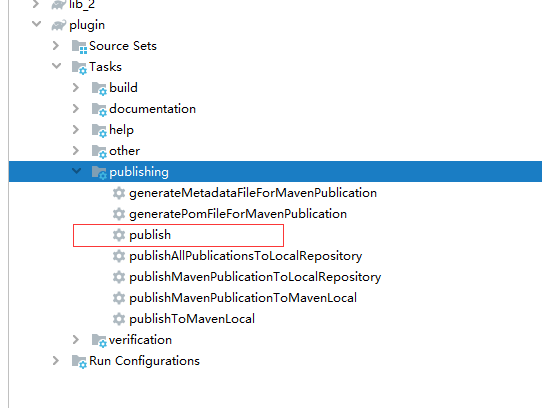 lib_2
plugin
Source Sets
Tasks
build
documentation
help
other
publishing
generateMetadataFileForMavenPublication
generatePomFileForMavenPublication
publish
publishAllPublicationsToLocalRepository
publishMavenPublicationToLocalRepository
publishMavenPublicationToMavenLocal
publishToMavenLocal
verification
Run Configurations